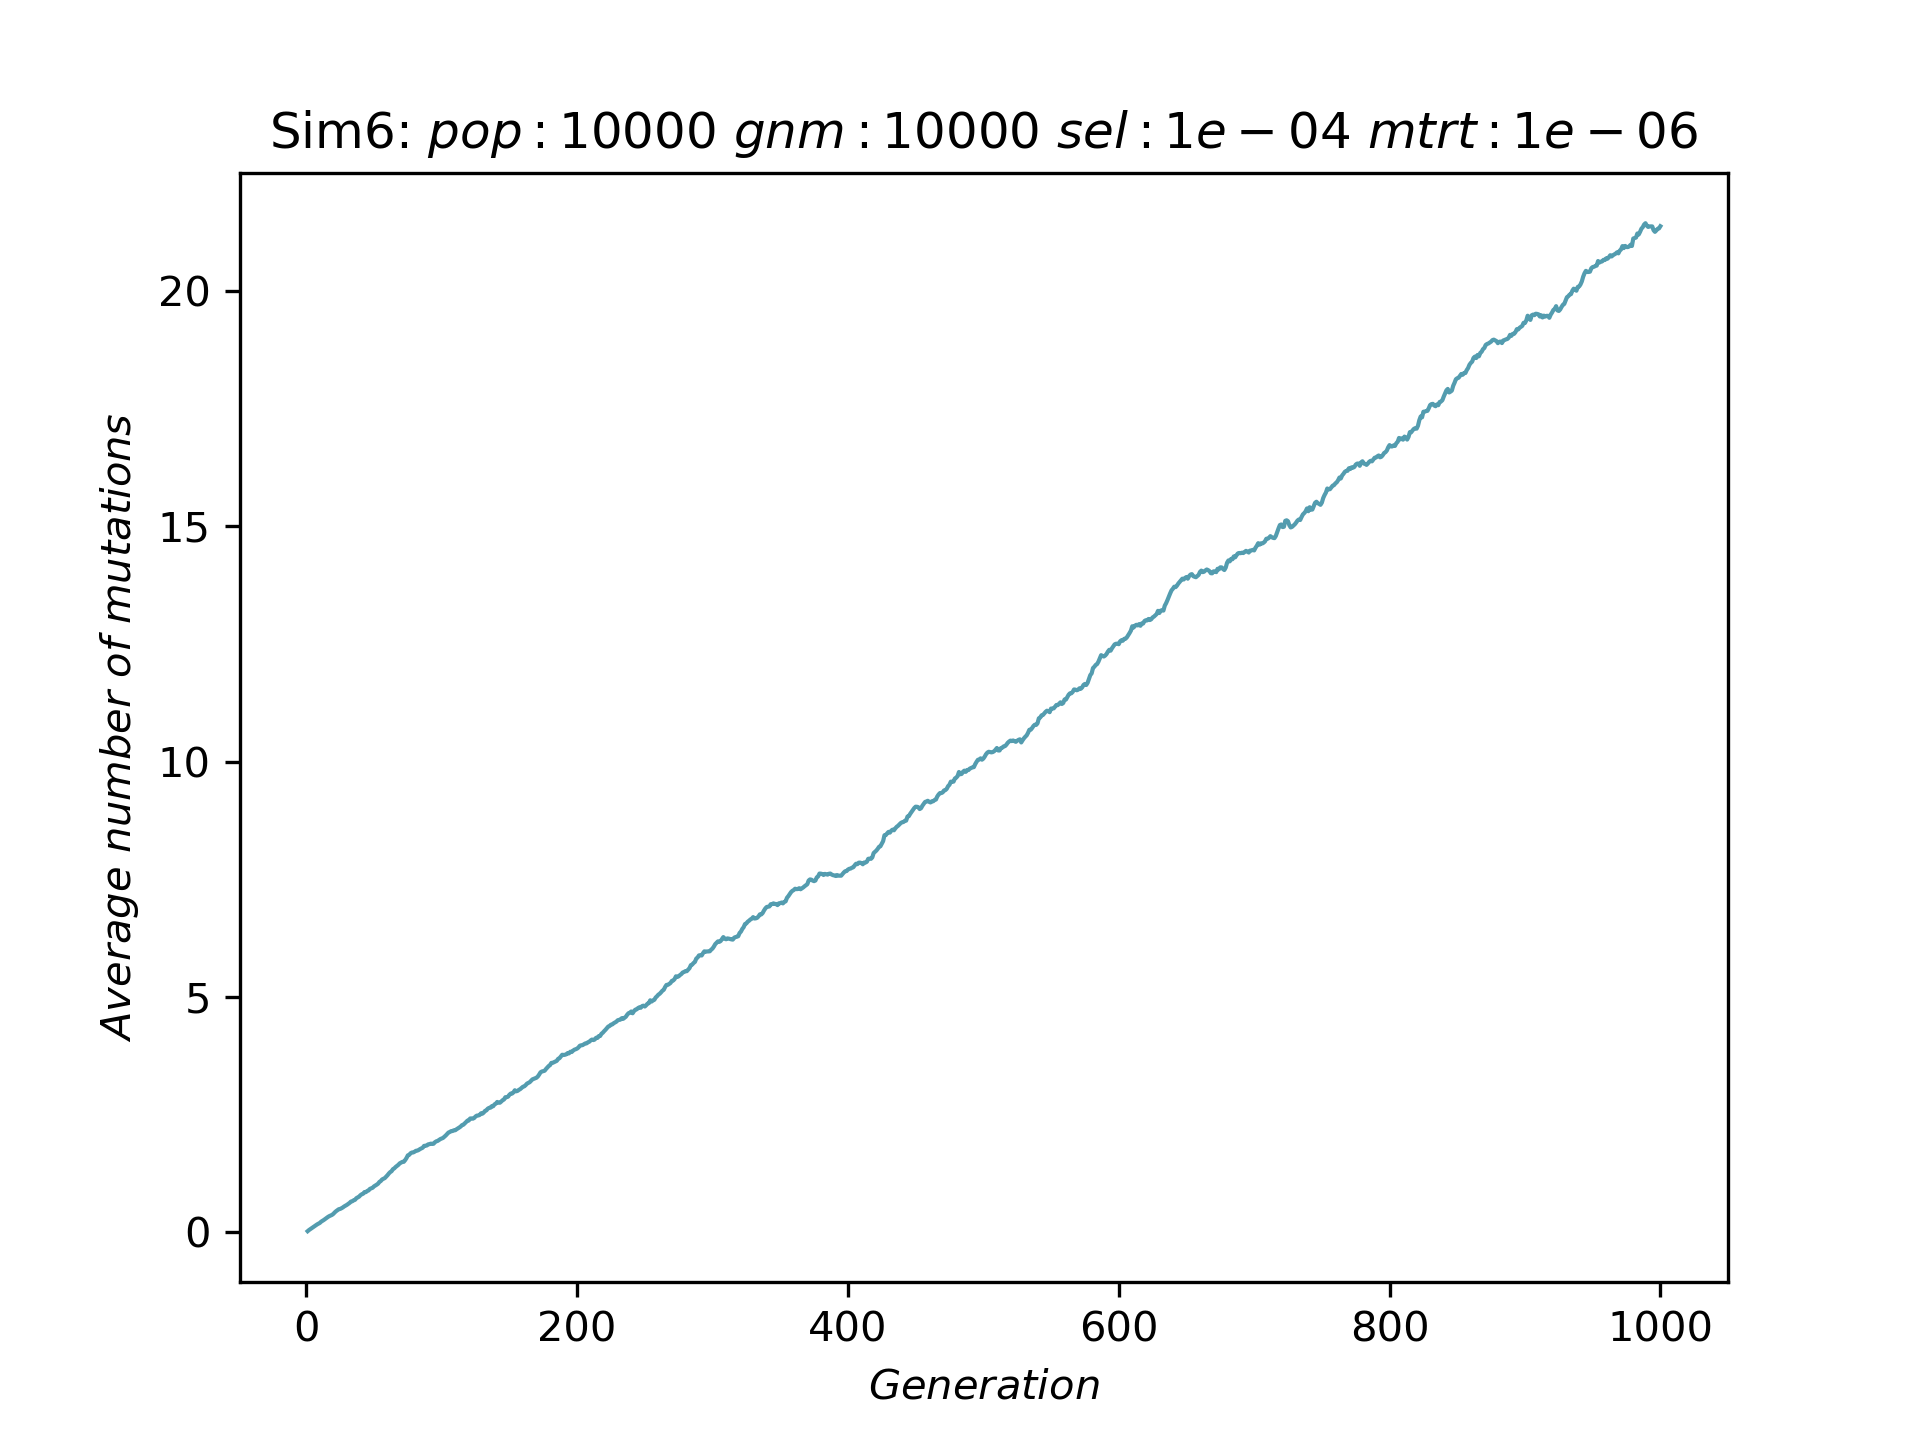 Sim6: pop : 10000 gnm : 10000 sel : 1e − 04 mtrt : 1e − 06
20
15
10
5
0
Average number of mutations
0 200 400 600 800 1000
Generation